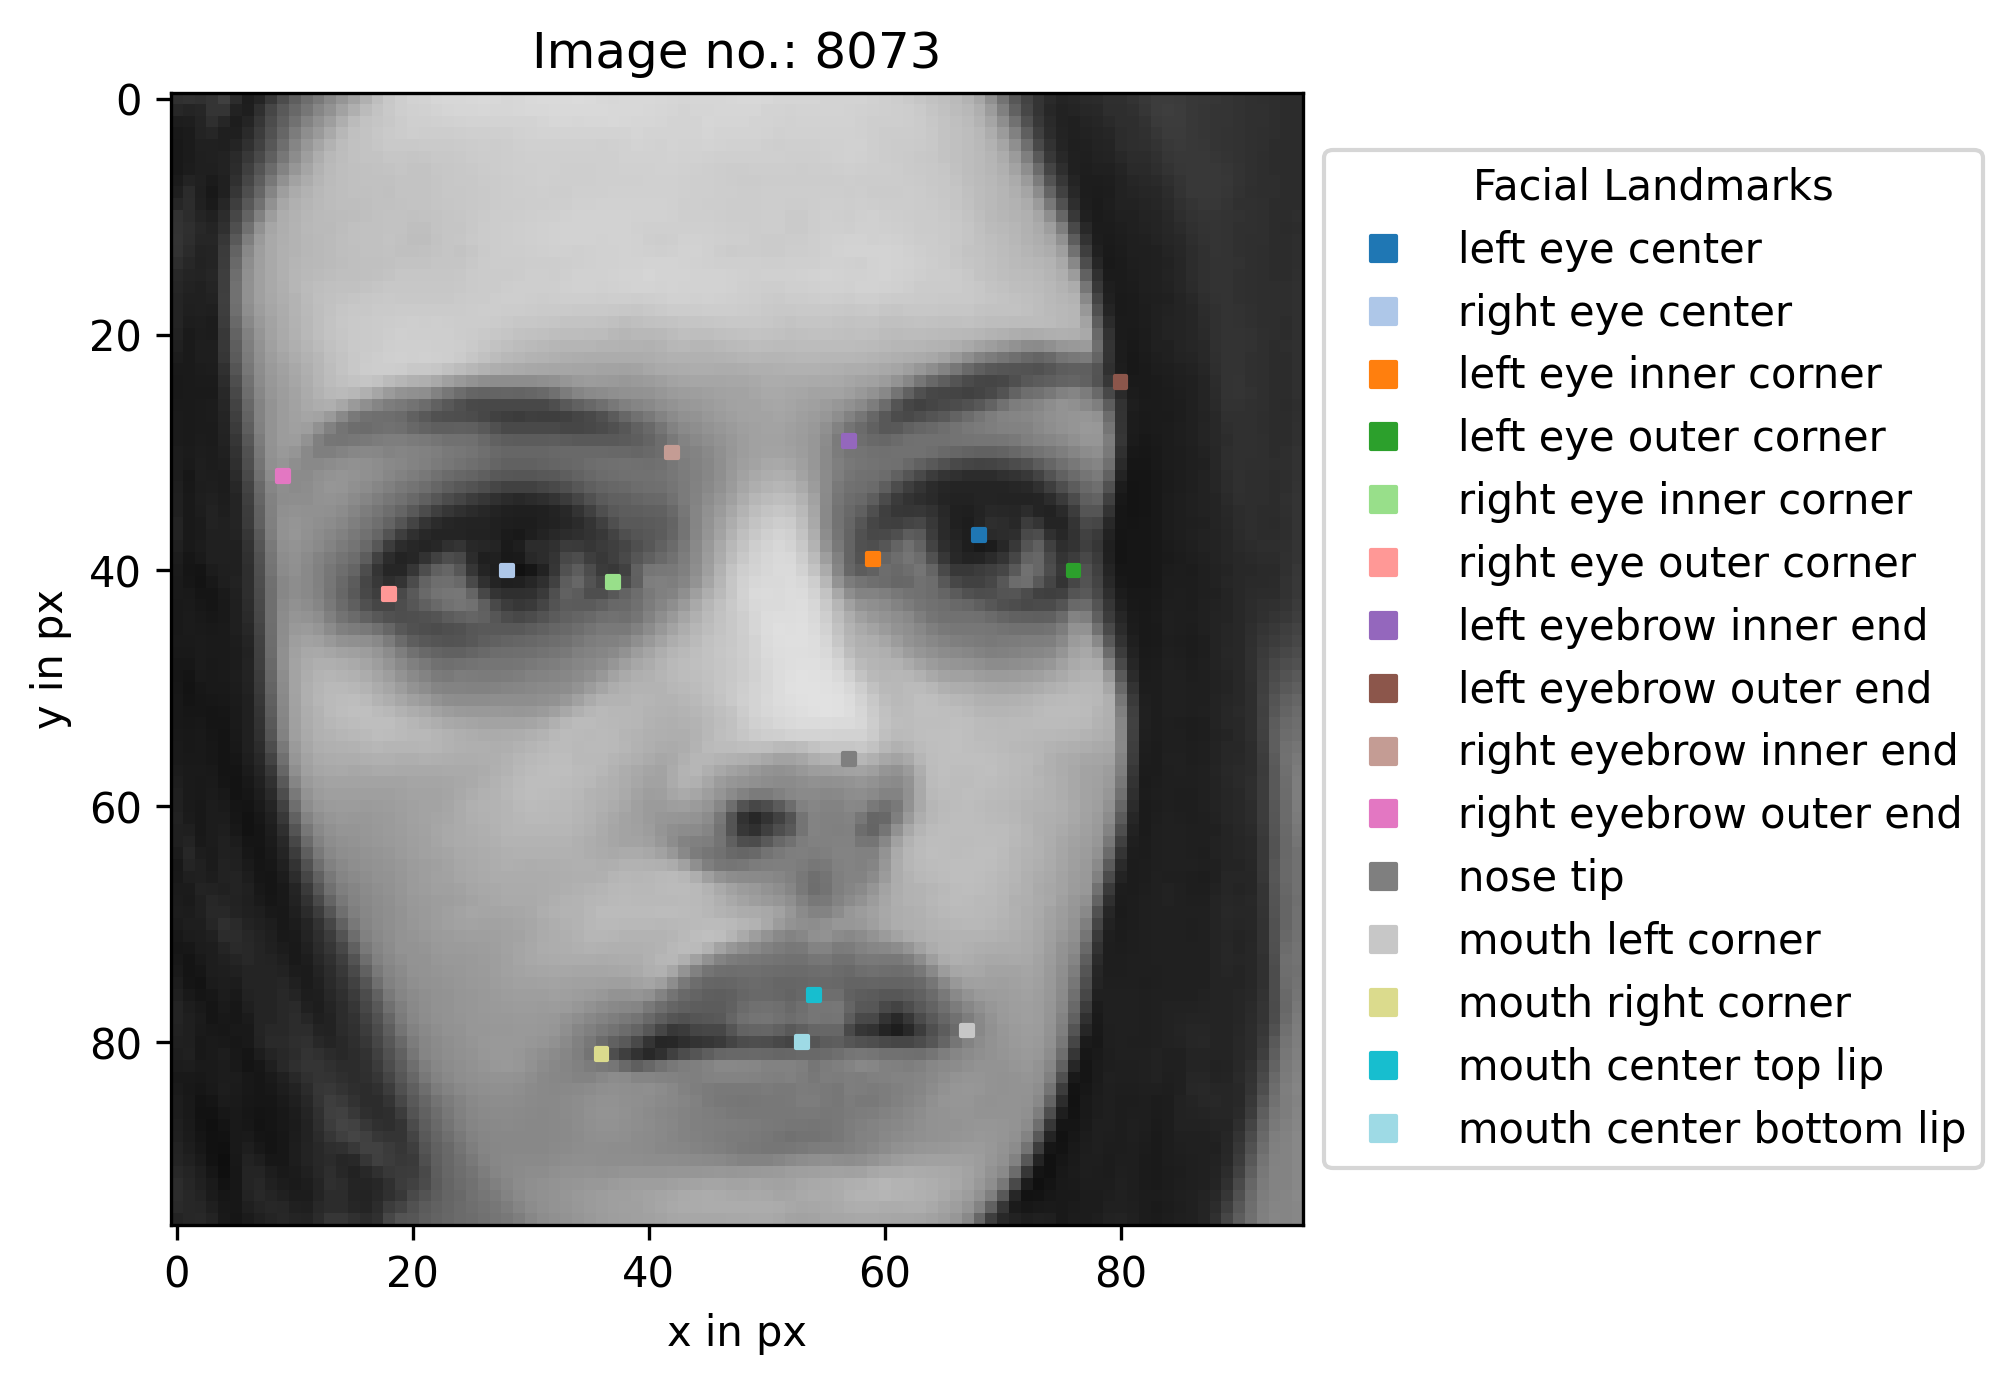 Image no.: 8073
0
20
40
60
80
y in px
0 20 40 60 80
x in px
Facial Landmarks
left eye center
right eye center
left eye inner corner
left eye outer corner
right eye inner corner
right eye outer corner
left eyebrow inner end
left eyebrow outer end
right eyebrow inner end
right eyebrow outer end
nose tip
mouth left corner
mouth right corner
mouth center top lip
mouth center bottom lip